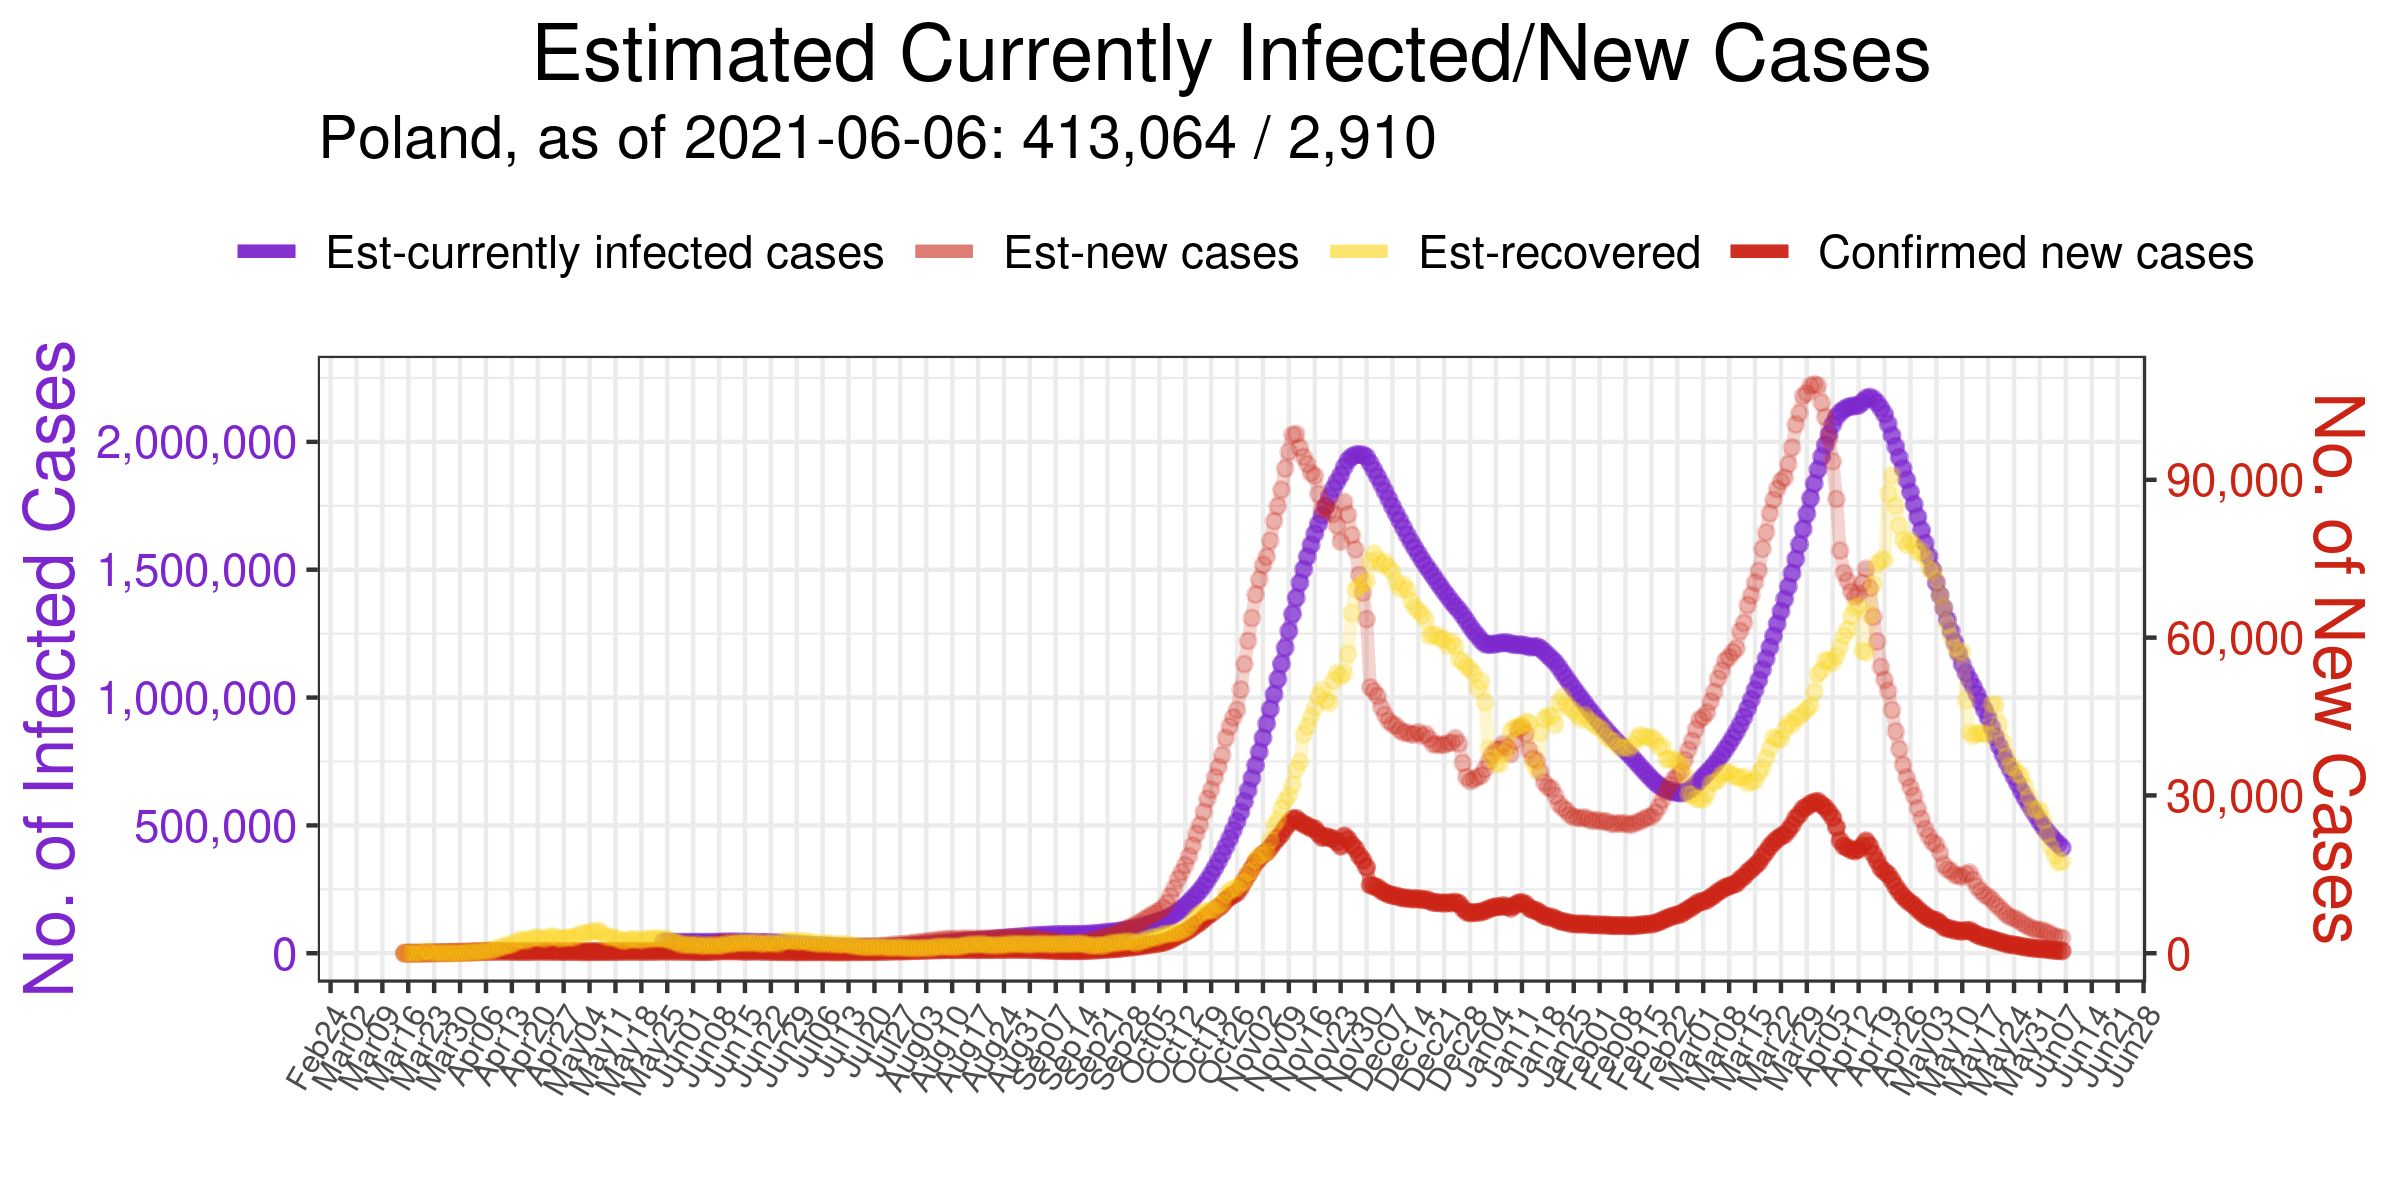 Estimated Currently Infected/New Cases
Poland, as of 2021-06-06: 413,064 / 2,910
Est-currently infected cases Est-new cases Est-recovered Confirmed new cases
No. of Infected Cases
2,000,000
1,500,000
1,000,000
500,000
0
90,000
60,000
30,000
0
No. of New Cases
Feb24 Mar02 Mar09 Mar16 Mar23 Mar30 Apr06 Apr13 Apr20 Apr27 May04 May11 May18 May25 Jun01 Jun08 Jun15 Jun22 Jun29 Jul06 Jul13 Jul20 Jul27 Aug03 Aug10 Aug17 Aug24 Aug31 Sep07 Sep14 Sep21 Sep28 Oct05 Oct12 Oct19 Oct26 Nov02 Nov09 Nov16 Nov23 Nov30 Dec07 Dec14 Dec21 Dec28 Jan04 Jan11 Jan18 Jan25 Feb01 Feb08 Feb15 Feb22 Mar01 Mar08 Mar15 Mar22 Mar29 Apr05 Apr12 Apr19 Apr26 May03 May10 May17 May24 May31 Jun07 Jun14 Jun21 Jun28